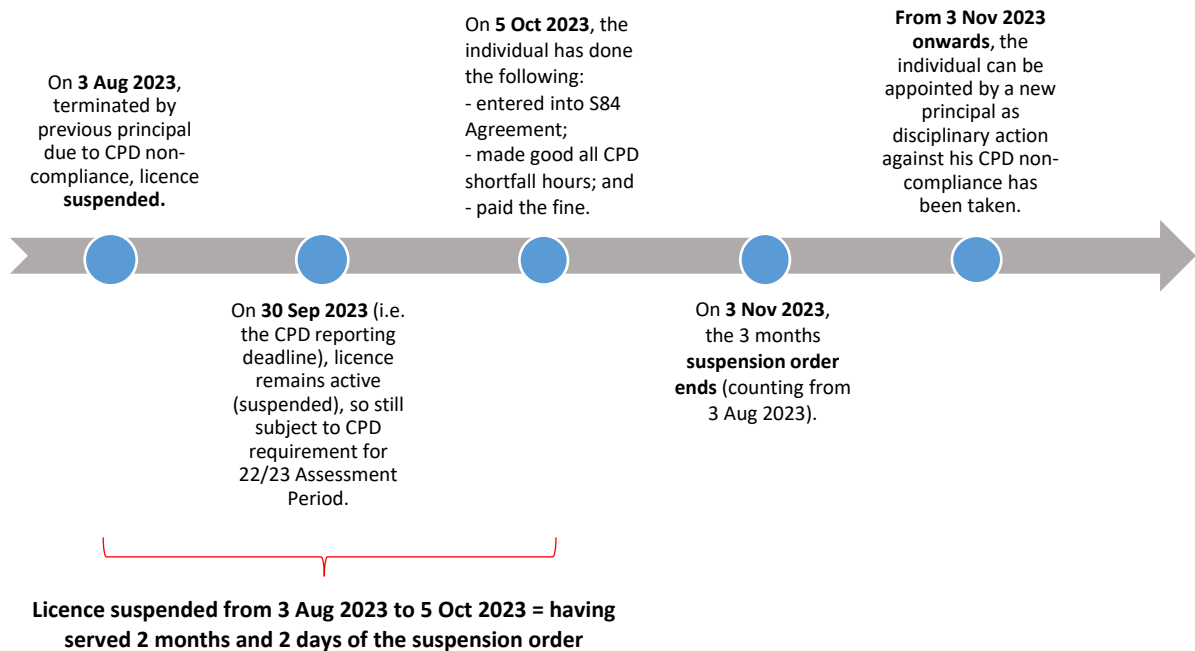 On 3 Aug 2023,
terminated by
previous principal
due to CPD non-
compliance, licence
suspended.
On 30 Sep 2023 (i.e.
the CPD reporting
deadline), licence
remains active
(suspended), so still
subject to CPD
requirement for
22/23 Assessment
Period.
On 5 Oct 2023, the
individual has done
the following:
- entered into S84
Agreement;
- made good all CPD
shortfall hours; and
- paid the fine.
On 3 Nov 2023,
the 3 months
suspension order
ends (counting from
3 Aug 2023).
From 3 Nov 2023
onwards, the
individual can be
appointed by a new
principal as
disciplinary action
against his CPD non-
compliance has
been taken.
Licence suspended from 3 Aug 2023 to 5 Oct 2023 = having
served 2 months and 2 days of the suspension order